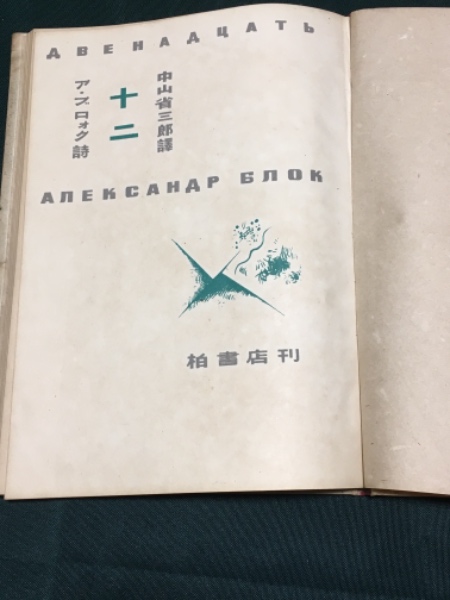 ДВЕНАДЦАТЬ
中山省三郎譯
十二
ア・ブロォク詩
АЛЕКСАНДР БЛОК
柏書店刊